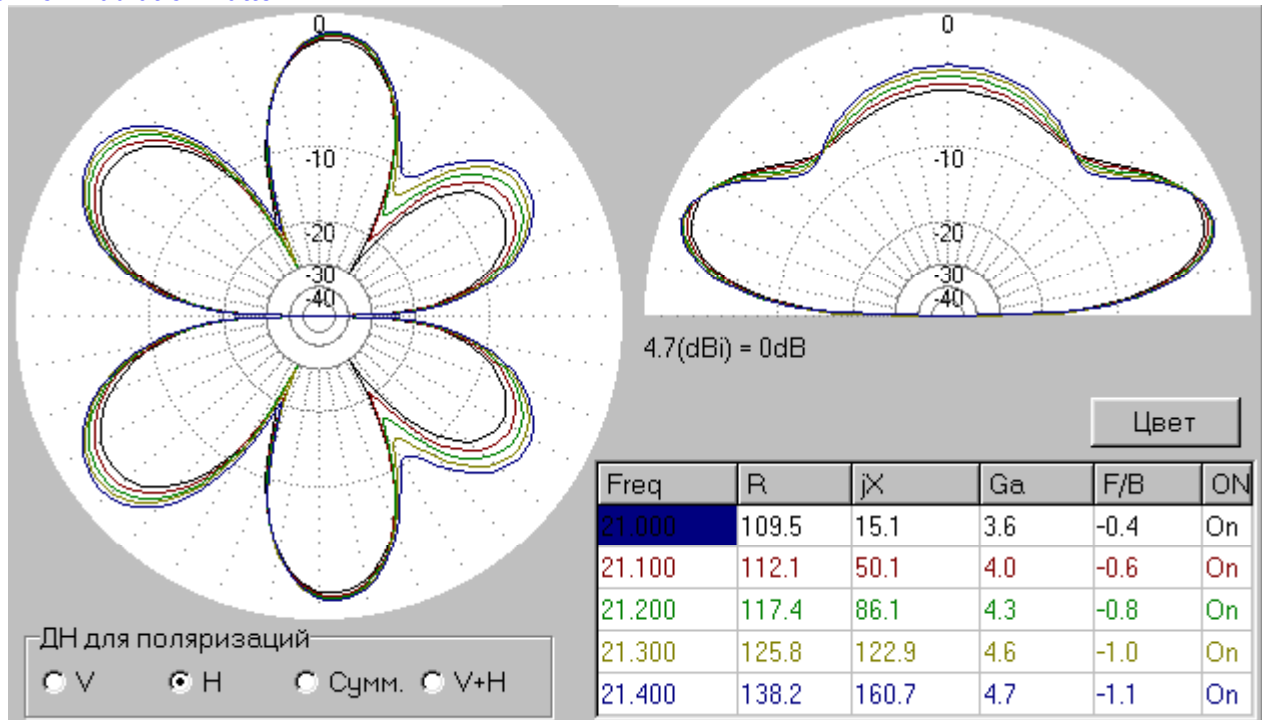 0
-10
-20
-30
-40
0
-10
-20
-30
-40
4.7(dBi) = 0dB
Цвет
ДН для поляризаций
V H Сумм. V+H
Freq R jX Ga F/B ON
21.000 109.5 15.1 3.6 -0.4 On
21.100 112.1 50.1 4.0 -0.6 On
21.200 117.4 86.1 4.3 -0.8 On
21.300 125.8 122.9 4.6 -1.0 On
21.400 138.2 160.7 4.7 -1.1 On